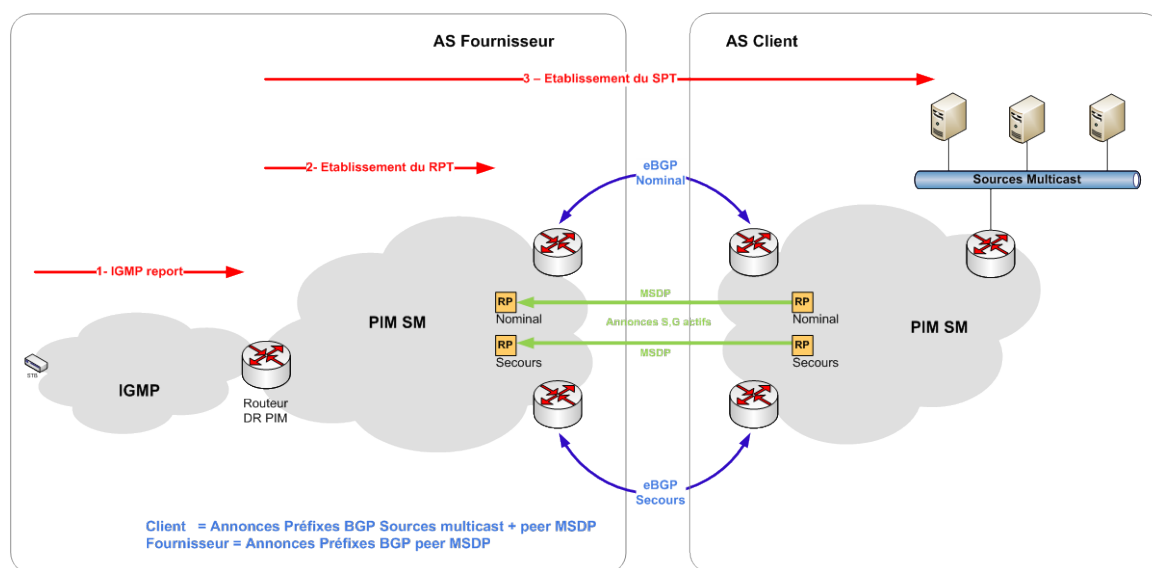 AS Fournisseur
AS Client
3 – Etablissement du SPT
2- Etablissement du RPT
eBGP
Nominal
Sources Multicast
1- IGMP report
MSDP
RP
RP
Nominal
Annonces S,G actifs
Nominal
PIM SM
PIM SM
RP
RP
MSDP
Secours
Secours
STB
IGMP
Routeur
DR PIM
eBGP
Secours
Client = Annonces Préfixes BGP Sources multicast + peer MSDP
Fournisseur = Annonces Préfixes BGP peer MSDP